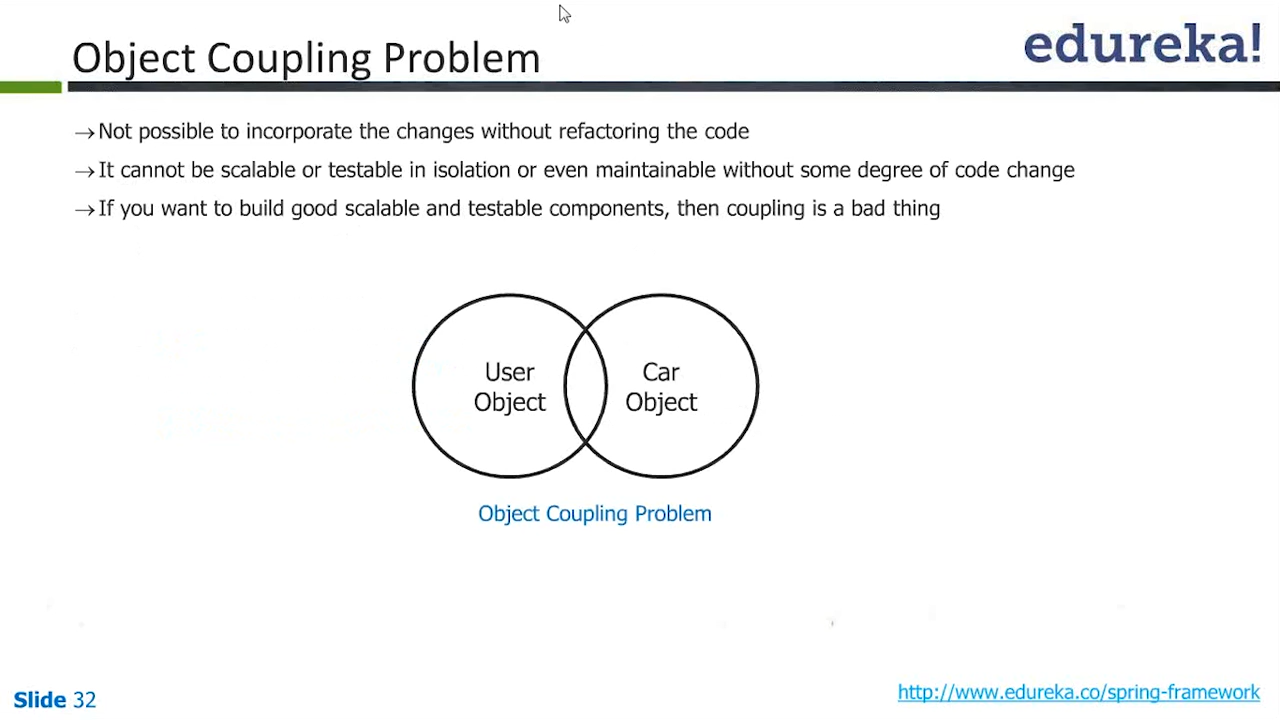 Object Coupling Problem
edureka!
→Not possible to incorporate the changes without refactoring the code
→It cannot be scalable or testable in isolation or even maintainable without some degree of code change
→If you want to build good scalable and testable components, then coupling is a bad thing
User
Object
Car
Object
Object Coupling Problem
Slide 32
http://www.edureka.co/spring-framework